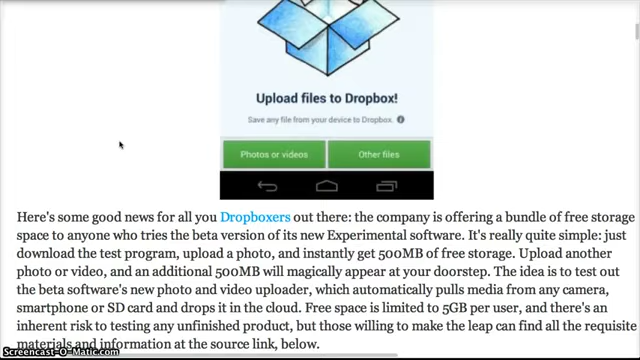 Upload files to Dropbox!
Save any file from your device to Dropbox.
Photos or videos
Other files
Here's some good news for all you Dropboxers out there: the company is offering a bundle of free storage
space to anyone who tries the beta version of its new Experimental software. It's really quite simple: just
download the test program, upload a photo, and instantly get 500MB of free storage. Upload another
photo or video, and an additional 500MB will magically appear at your doorstep. The idea is to test out
the beta software's new photo and video uploader, which automatically pulls media from any camera,
smartphone or SD card and drops it in the cloud. Free space is limited to 5GB per user, and there's an
inherent risk to testing any unfinished product, but those willing to make the leap can find all the requisite
materials and information at the source link, below.
Screencast-O-Matic.com